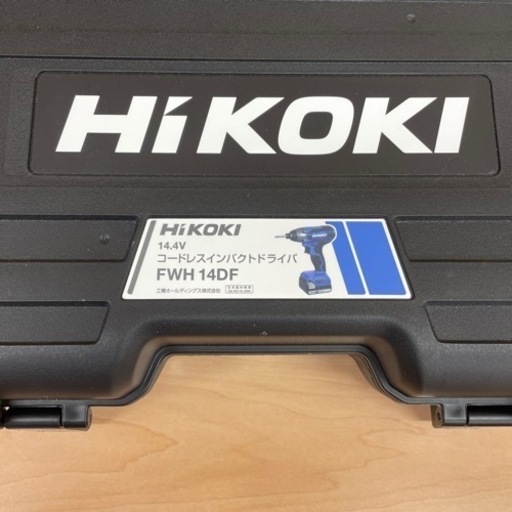 HiKOKI
HiKOKI
14.4V
コードレスインパクトドライバ
FWH 14DF
工機ホールディングス株式会社